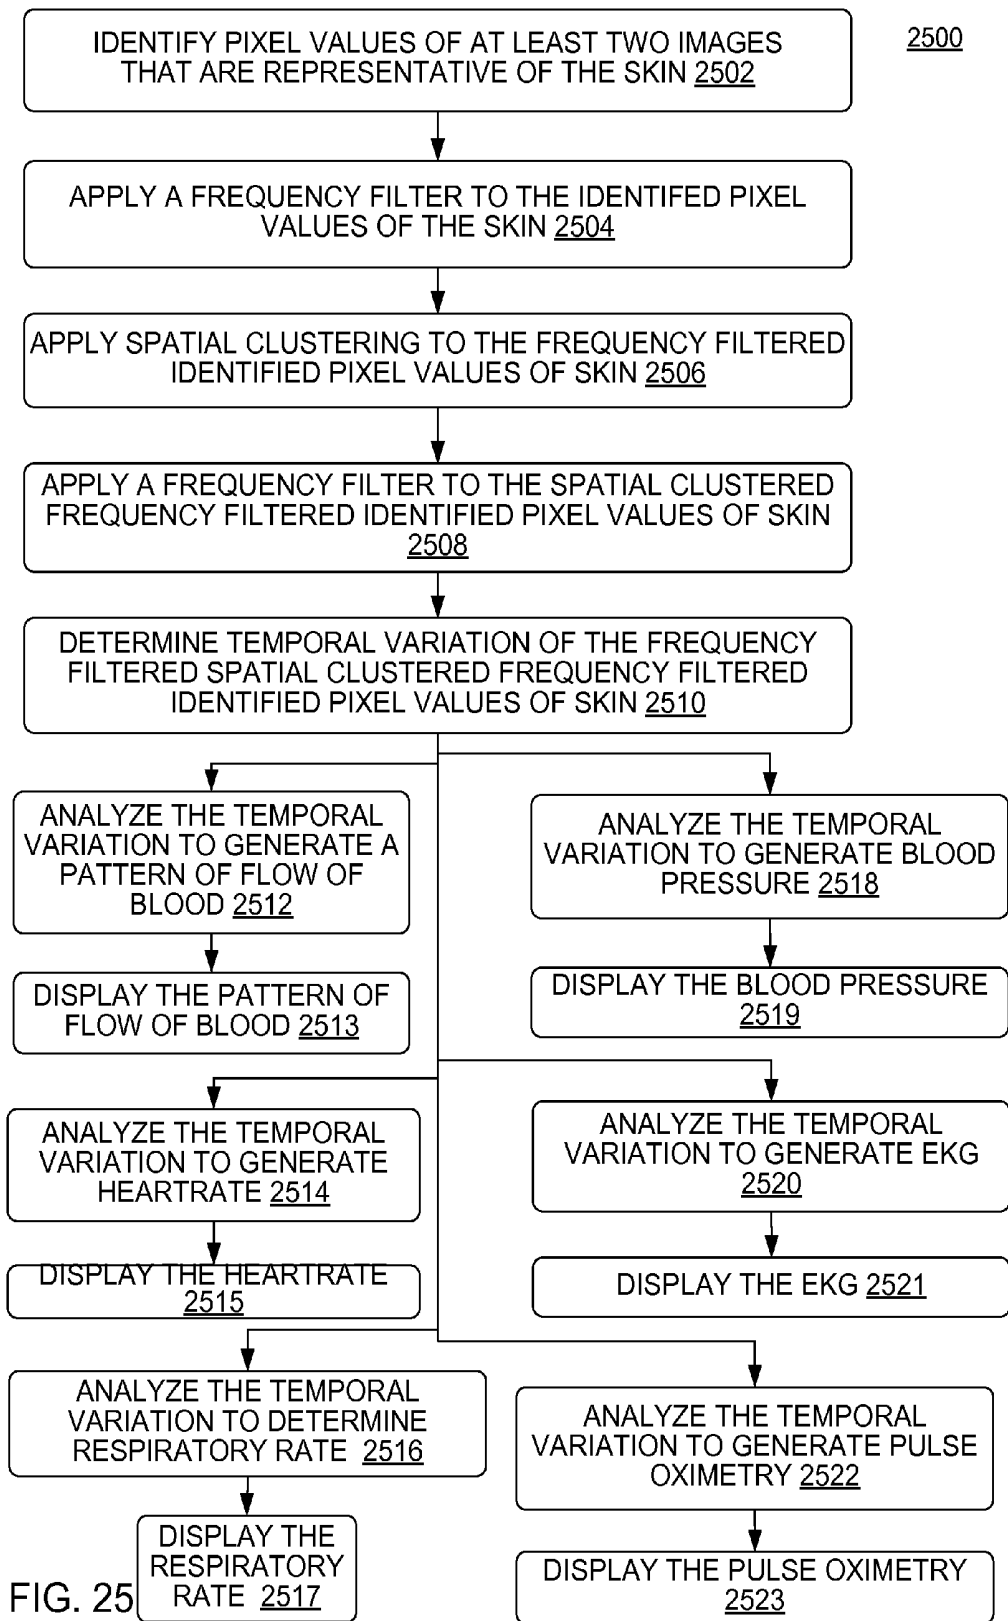 2500
IDENTIFY PIXEL VALUES OF AT LEAST TWO IMAGES
THAT ARE REPRESENTATIVE OF THE SKIN 2502
APPLY A FREQUENCY FILTER TO THE IDENTIFED PIXEL
VALUES OF THE SKIN 2504
APPLY SPATIAL CLUSTERING TO THE FREQUENCY FILTERED
IDENTIFIED PIXEL VALUES OF SKIN 2506
APPLY A FREQUENCY FILTER TO THE SPATIAL CLUSTERED
FREQUENCY FILTERED IDENTIFIED PIXEL VALUES OF SKIN
2508
DETERMINE TEMPORAL VARIATION OF THE FREQUENCY
FILTERED SPATIAL CLUSTERED FREQUENCY FILTERED
IDENTIFIED PIXEL VALUES OF SKIN 2510
ANALYZE THE TEMPORAL
VARIATION TO GENERATE A
PATTERN OF FLOW OF
BLOOD 2512
DISPLAY THE PATTERN OF
FLOW OF BLOOD 2513
ANALYZE THE TEMPORAL
VARIATION TO GENERATE BLOOD
PRESSURE 2518
DISPLAY THE BLOOD PRESSURE
2519
ANALYZE THE TEMPORAL
VARIATION TO GENERATE
HEARTRATE 2514
DISPLAY THE HEARTRATE
2515
ANALYZE THE TEMPORAL
VARIATION TO GENERATE EKG
2520
DISPLAY THE EKG 2521
ANALYZE THE TEMPORAL
VARIATION TO DETERMINE
RESPIRATORY RATE 2516
DISPLAY THE
RESPIRATORY
RATE 2517
ANALYZE THE TEMPORAL
VARIATION TO GENERATE PULSE
OXIMETRY 2522
DISPLAY THE PULSE OXIMETRY
2523
FIG. 25